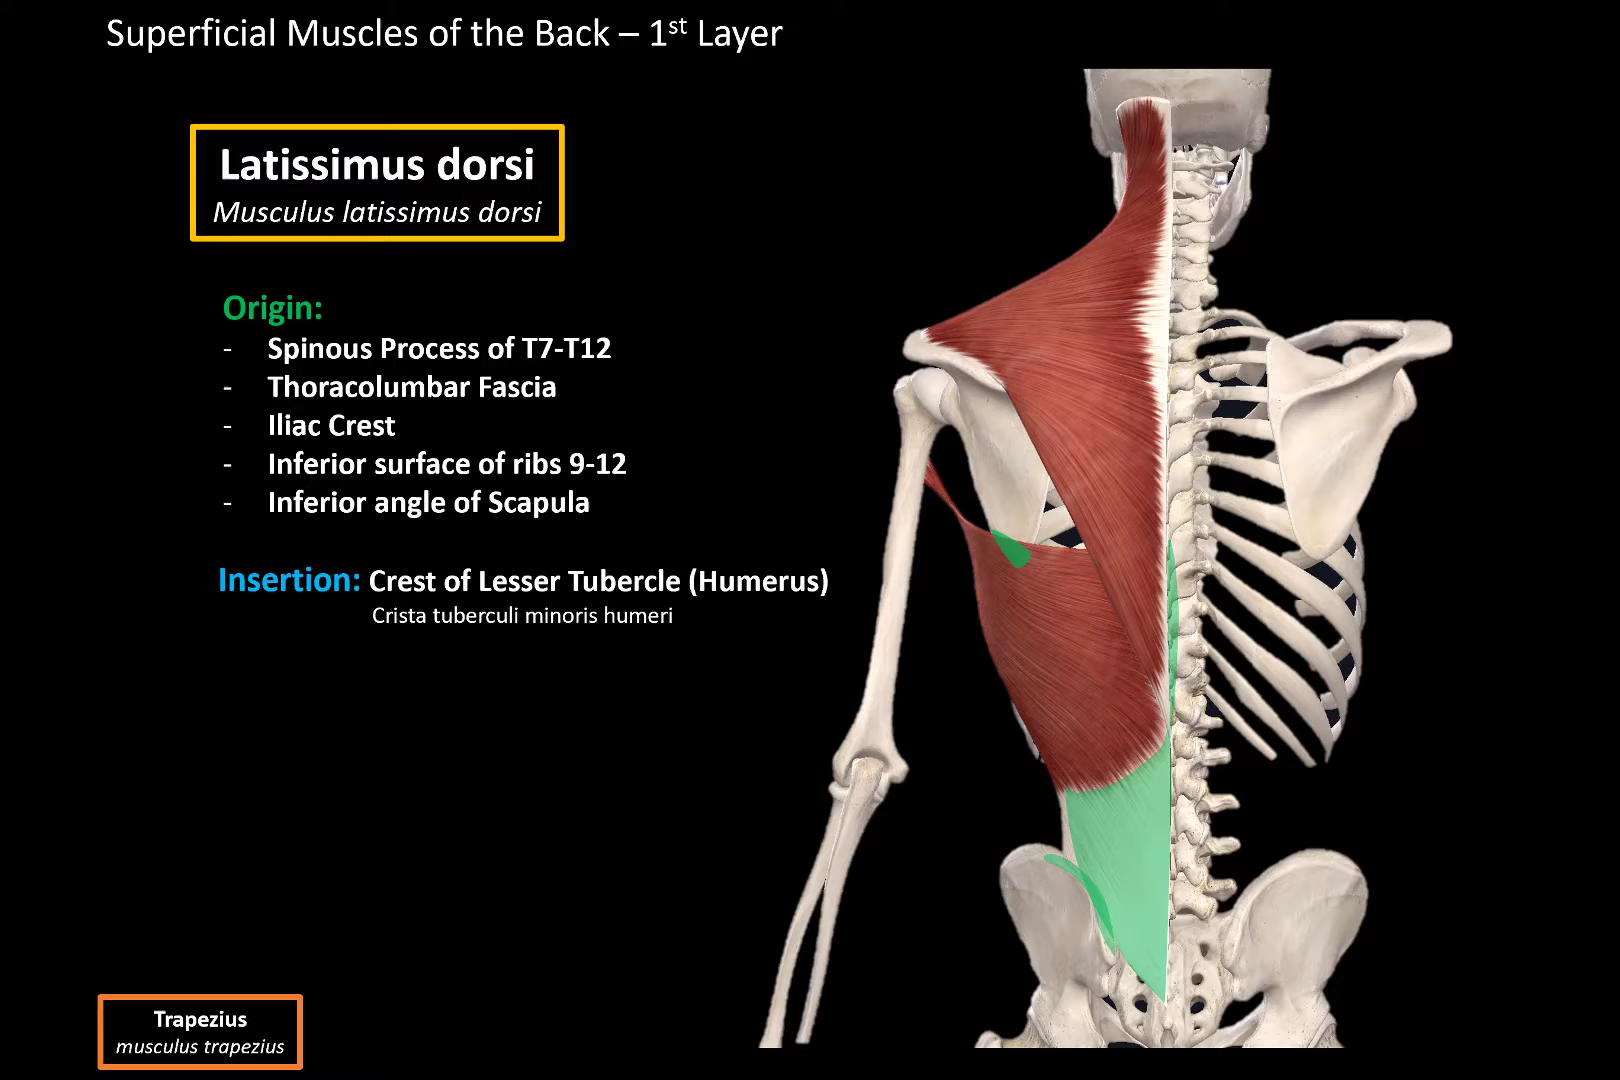 Superficial Muscles of the Back – 1st Layer
Latissimus dorsi
Musculus latissimus dorsi
Origin:
- Spinous Process of T7-T12
- Thoracolumbar Fascia
- Iliac Crest
- Inferior surface of ribs 9-12
- Inferior angle of Scapula
Insertion: Crest of Lesser Tubercle (Humerus)
Crista tuberculi minoris humeri
Trapezius
musculus trapezius